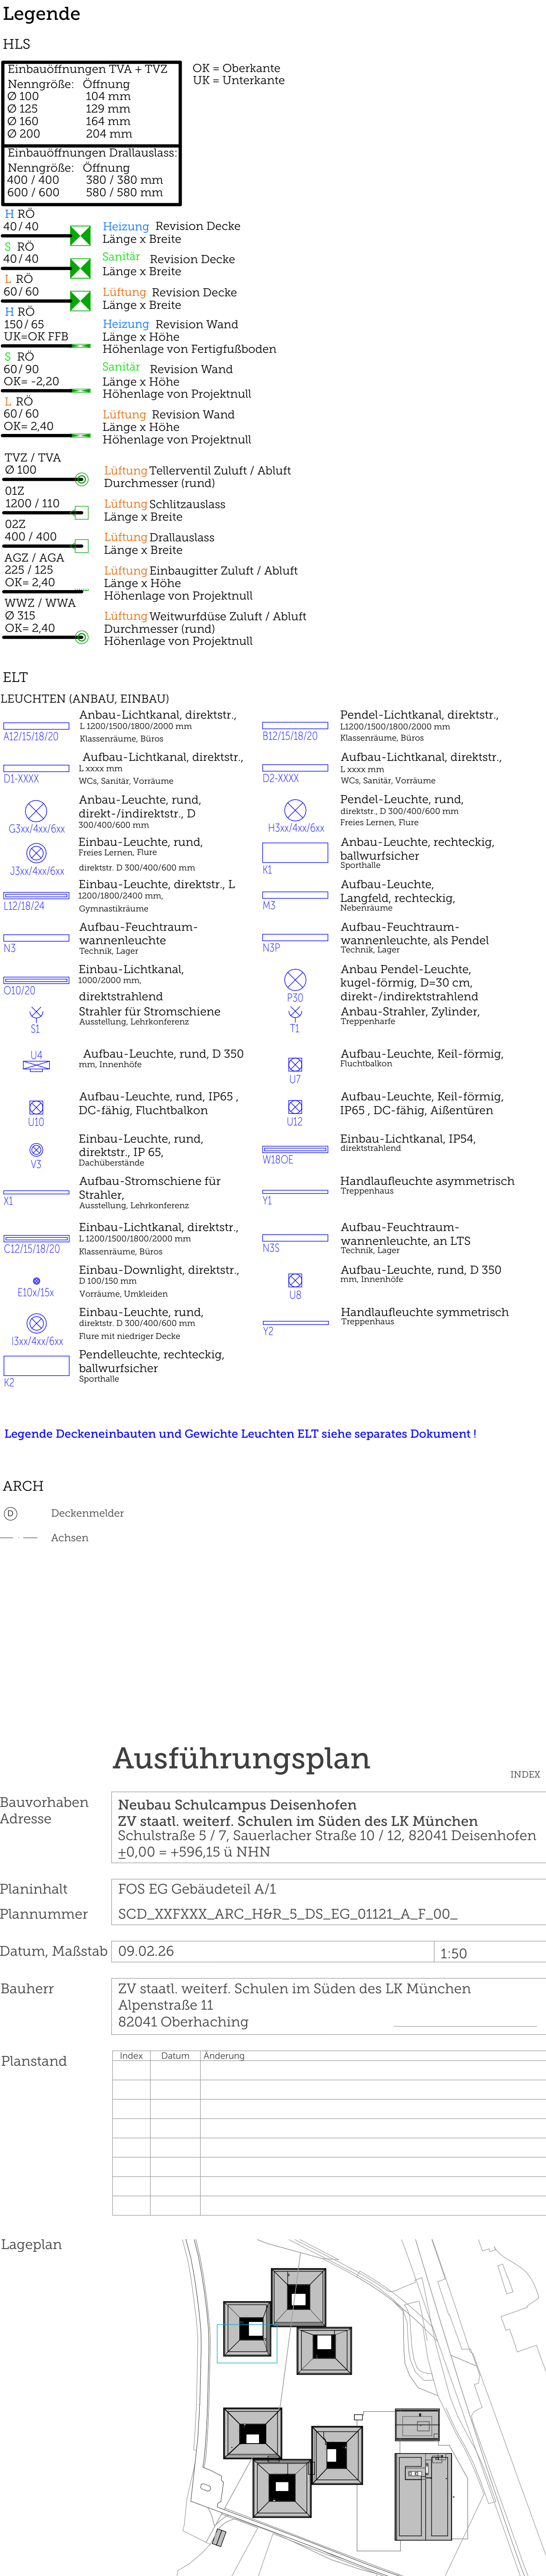 Legende
HLS
Einbauöffnungen TVA + TVZ
Nenngröße: Öffnung
Ø 100 104 mm
Ø 125 129 mm
Ø 160 164 mm
Ø 200 204 mm
OK = Oberkante
UK = Unterkante
Einbauöffnungen Drallauslass:
Nenngröße: Öffnung
400 / 400 380 / 380 mm
600 / 600 580 / 580 mm
H RÖ
40 / 40
Heizung Revision Decke
Länge x Breite
S RÖ
40 / 40
Sanitär Revision Decke
Länge x Breite
L RÖ
60 / 60
Lüftung Revision Decke
Länge x Breite
H RÖ
150 / 65
UK=OK FFB
Heizung Revision Wand
Länge x Höhe
Höhenlage von Fertigfußboden
S RÖ
60 / 90
OK= -2,20
Sanitär Revision Wand
Länge x Höhe
Höhenlage von Projektnull
L RÖ
60 / 60
OK= 2,40
Lüftung Revision Wand
Länge x Höhe
Höhenlage von Projektnull
TVZ / TVA
Ø 100
Lüftung Tellerventil Zuluft / Abluft
Durchmesser (rund)
01Z
1200 / 110
Lüftung Schlitzauslass
Länge x Breite
02Z
400 / 400
Lüftung Drallauslass
Länge x Breite
AGZ / AGA
225 / 125
OK= 2,40
Lüftung Einbaugitter Zuluft / Abluft
Länge x Höhe
Höhenlage von Projektnull
WWZ / WWA
Ø 315
OK= 2,40
Lüftung Weitwurfdüse Zuluft / Abluft
Durchmesser (rund)
Höhenlage von Projektnull
ELT
LEUCHTEN (ANBAU, EINBAU)
A12/15/18/20
Anbau-Lichtkanal, direktstr.,
L 1200/1500/1800/2000 mm
Klassenräume, Büros
B12/15/18/20
Pendel-Lichtkanal, direktstr.,
L1200/1500/1800/2000 mm
Klassenräume, Büros
D1-XXXX
Aufbau-Lichtkanal, direktstr.,
L xxxx mm
WCs, Sanitär, Vorräume
D2-XXXX
Aufbau-Lichtkanal, direktstr.,
L xxxx mm
WCs, Sanitär, Vorräume
G3xx/4xx/6xx
Anbau-Leuchte, rund,
direkt-/indirektstr., D
300/400/600 mm
H3xx/4xx/6xx
Pendel-Leuchte, rund,
direktstr., D 300/400/600 mm
Freies Lernen, Flure
J3xx/4xx/6xx
Einbau-Leuchte, rund,
Freies Lernen, Flure
direktstr. D 300/400/600 mm
K1
Anbau-Leuchte, rechteckig,
ballwurfsicher
Sporthalle
L12/18/24
Einbau-Leuchte, direktstr., L
1200/1800/2400 mm,
Gymnastikräume
M3
Aufbau-Leuchte,
Langfeld, rechteckig,
Nebenräume
N3
Aufbau-Feuchtraum-
wannenleuchte
Technik, Lager
N3P
Aufbau-Feuchtraum-
wannenleuchte, als Pendel
Technik, Lager
O10/20
Einbau-Lichtkanal,
1000/2000 mm,
direktstrahlend
P30
Anbau Pendel-Leuchte,
kugel-förmig, D=30 cm,
direkt-/indirektstrahlend
S1
Strahler für Stromschiene
Ausstellung, Lehrkonferenz
T1
Anbau-Strahler, Zylinder,
Treppenharfe
U4
Aufbau-Leuchte, rund, D 350
mm, Innenhöfe
U7
Aufbau-Leuchte, Keil-förmig,
Fluchtbalkon
U10
Aufbau-Leuchte, rund, IP65 ,
DC-fähig, Fluchtbalkon
U12
Aufbau-Leuchte, Keil-förmig,
IP65 , DC-fähig, Aißentüren
V3
Einbau-Leuchte, rund,
direktstr., IP 65,
Dachüberstände
W18OE
Einbau-Lichtkanal, IP54,
direktstrahlend
X1
Aufbau-Stromschiene für
Strahler,
Ausstellung, Lehrkonferenz
Y1
Handlaufleuchte asymmetrisch
Treppenhaus
C12/15/18/20
Einbau-Lichtkanal, direktstr.,
L 1200/1500/1800/2000 mm
Klassenräume, Büros
N3S
Aufbau-Feuchtraum-
wannenleuchte, an LTS
Technik, Lager
E10x/15x
Einbau-Downlight, direktstr.,
D 100/150 mm
Vorräume, Umkleiden
U8
Aufbau-Leuchte, rund, D 350
mm, Innenhöfe
I3xx/4xx/6xx
Einbau-Leuchte, rund,
direktstr. D 300/400/600 mm
Flure mit niedriger Decke
Y2
Handlaufleuchte symmetrisch
Treppenhaus
K2
Pendelleuchte, rechteckig,
ballwurfsicher
Sporthalle
Legende Deckeneinbauten und Gewichte Leuchten ELT siehe separates Dokument !
ARCH
D Deckenmelder
Achsen
Ausführungsplan
INDEX
Bauvorhaben
Adresse
Neubau Schulcampus Deisenhofen
ZV staatl. weiterf. Schulen im Süden des LK München
Schulstraße 5 / 7, Sauerlacher Straße 10 / 12, 82041 Deisenhofen
±0,00 = +596,15 ü NHN
Planinhalt FOS EG Gebäudeteil A/1
Plannummer SCD_XXFXXX_ARC_H&R_5_DS_EG_01121_A_F_00_
Datum, Maßstab 09.02.26 1:50
Bauherr
ZV staatl. weiterf. Schulen im Süden des LK München
Alpenstraße 11
82041 Oberhaching
Planstand
Index Datum Änderung
Lageplan